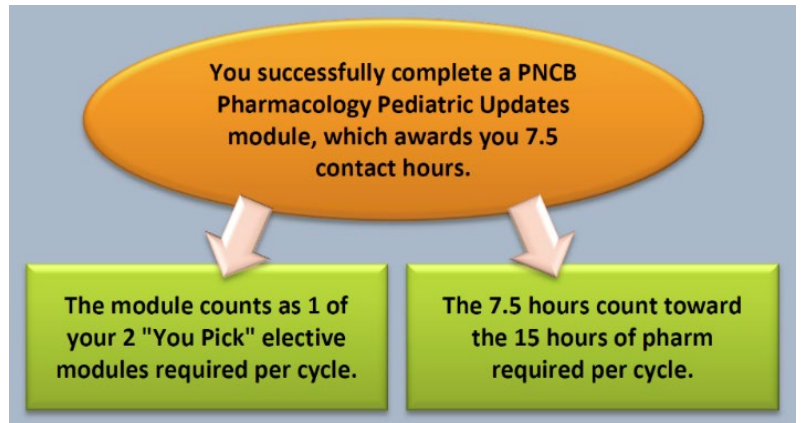 You successfully complete a PNCB
Pharmacology Pediatric Updates
module, which awards you 7.5
contact hours.
The module counts as 1 of
your 2 "You Pick" elective
modules required per cycle.
The 7.5 hours count toward
the 15 hours of pharm
required per cycle.